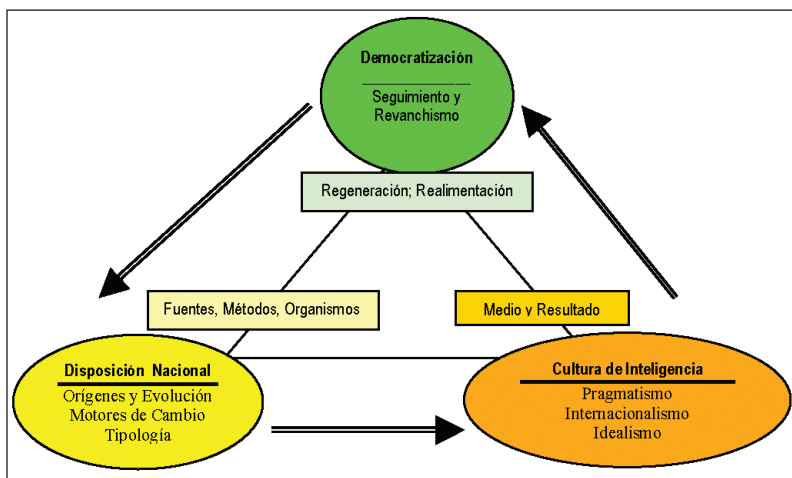 Democratización
Seguimiento y
Revanchismo
Regeneración; Realimentación
Fuentes, Métodos, Organismos
Medio y Resultado
Disposición Nacional
Orígenes y Evolución
Motores de Cambio
Tipología
Cultura de Inteligencia
Pragmatismo
Internacionalismo
Idealismo